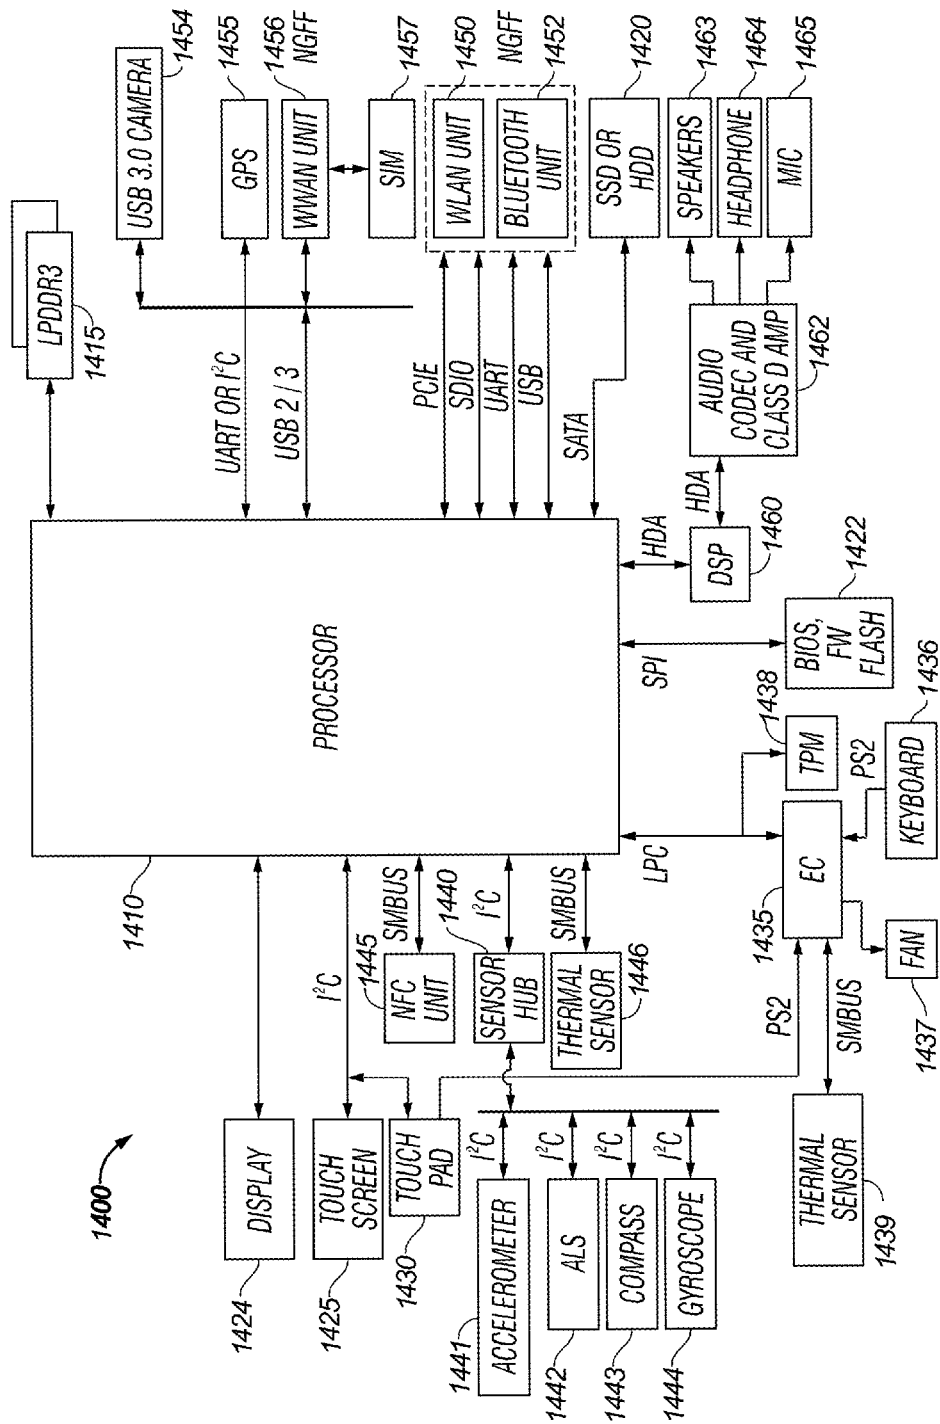 1400
1424
DISPLAY
1425
TOUCH
SCREEN
I²C
1430
TOUCH
PAD
1410
PROCESSOR
LPDDR3
1415
USB 3.0 CAMERA
1454
GPS
1455
UART OR I²C
WWAN UNIT
1456
NGFF
USB 2 / 3
SIM
1457
WLAN UNIT
1450
NGFF
BLUETOOTH
UNIT
1452
PCIE
SDIO
UART
USB
SSD OR
HDD
1420
SATA
SPEAKERS
1463
HEADPHONE
1464
MIC
1465
AUDIO
CODEC AND
CLASS D AMP
1462
HDA
HDA
DSP
1460
SPI
BIOS,
FW
FLASH
1422
LPC
TPM
1438
EC
1435
PS2
KEYBOARD
1436
FAN
1437
PS2
SMBUS
THERMAL
SENSOR
1439
1445
NFC
UNIT
SMBUS
1440
SENSOR
HUB
I²C
THERMAL
SENSOR
1446
SMBUS
1441
ACCELEROMETER
I²C
1442
ALS
I²C
1443
COMPASS
I²C
1444
GYROSCOPE
I²C